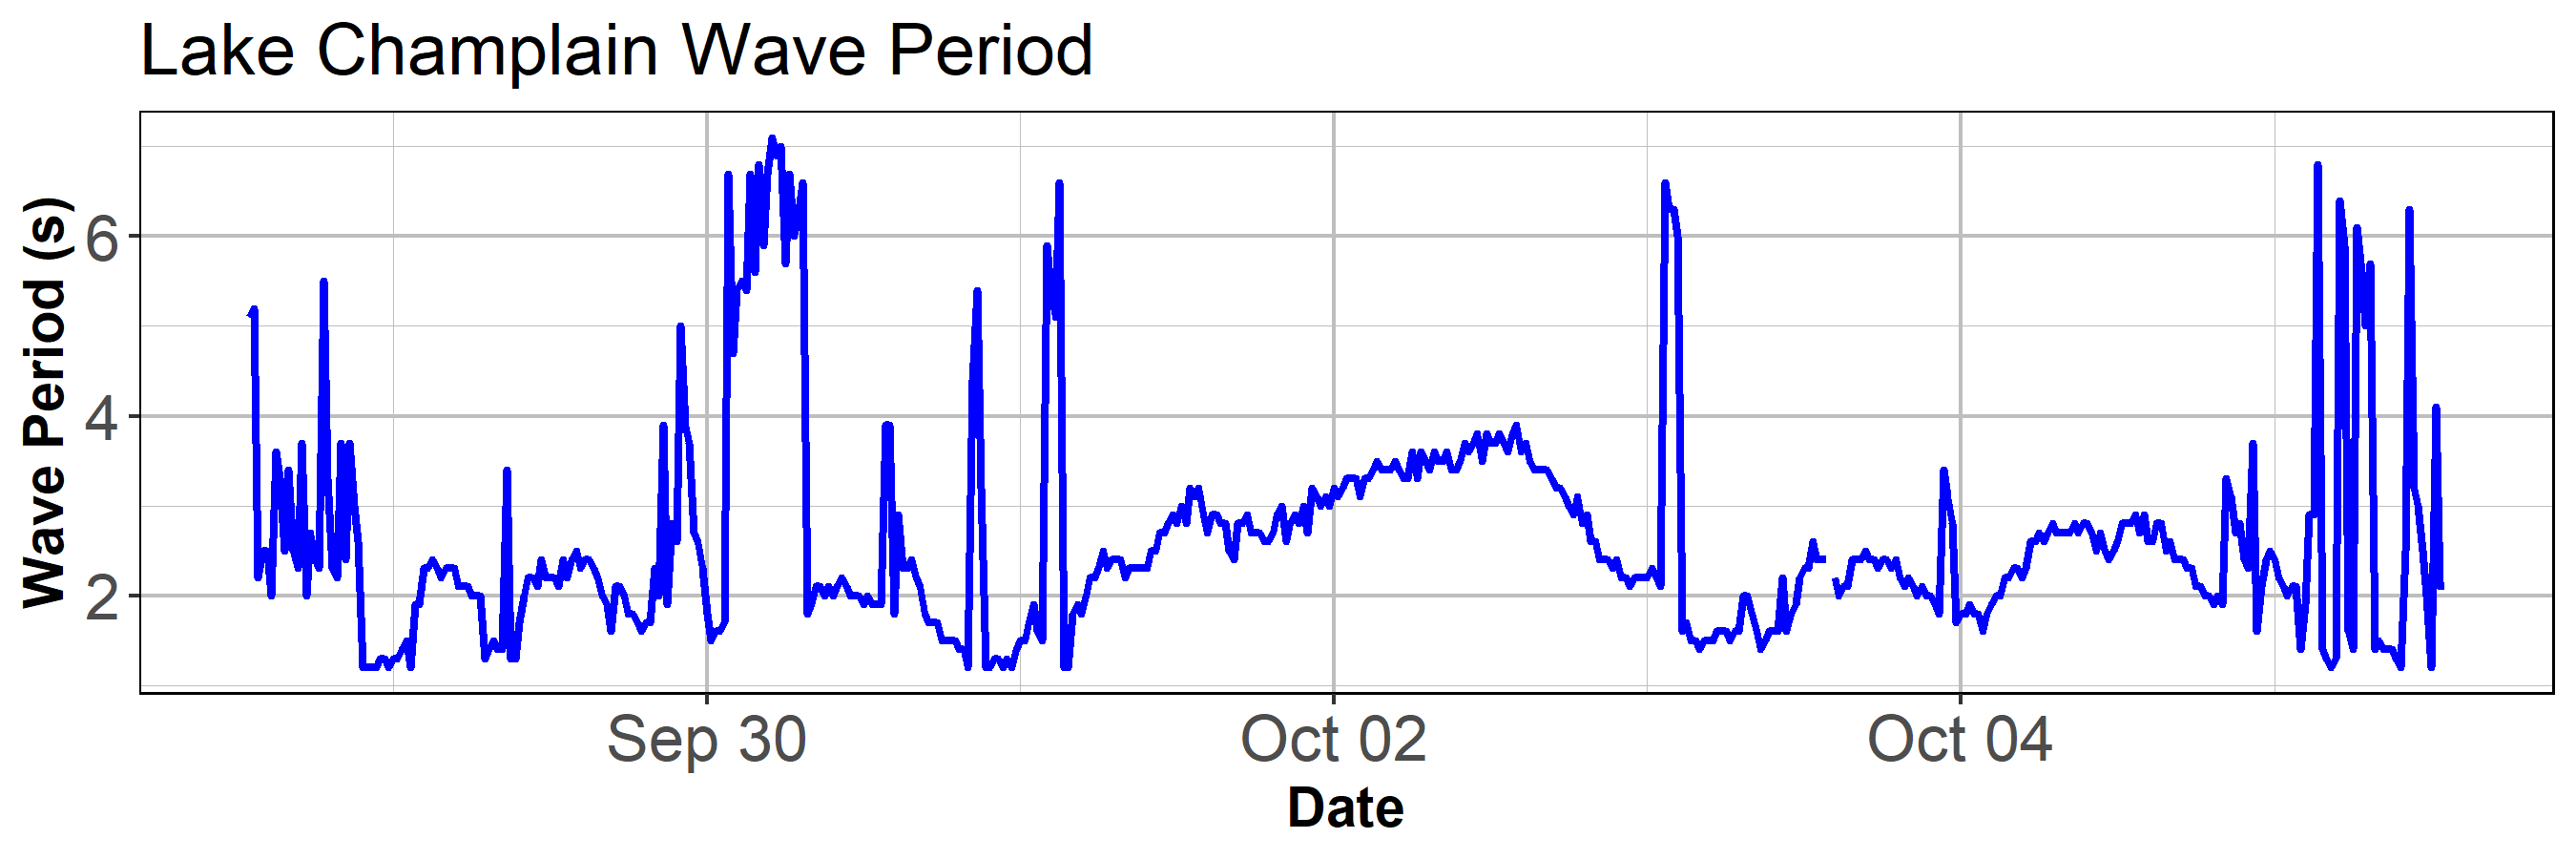 Lake Champlain Wave Period
Wave Period (s)
6
4
2
Sep 30
Oct 02
Oct 04
Date